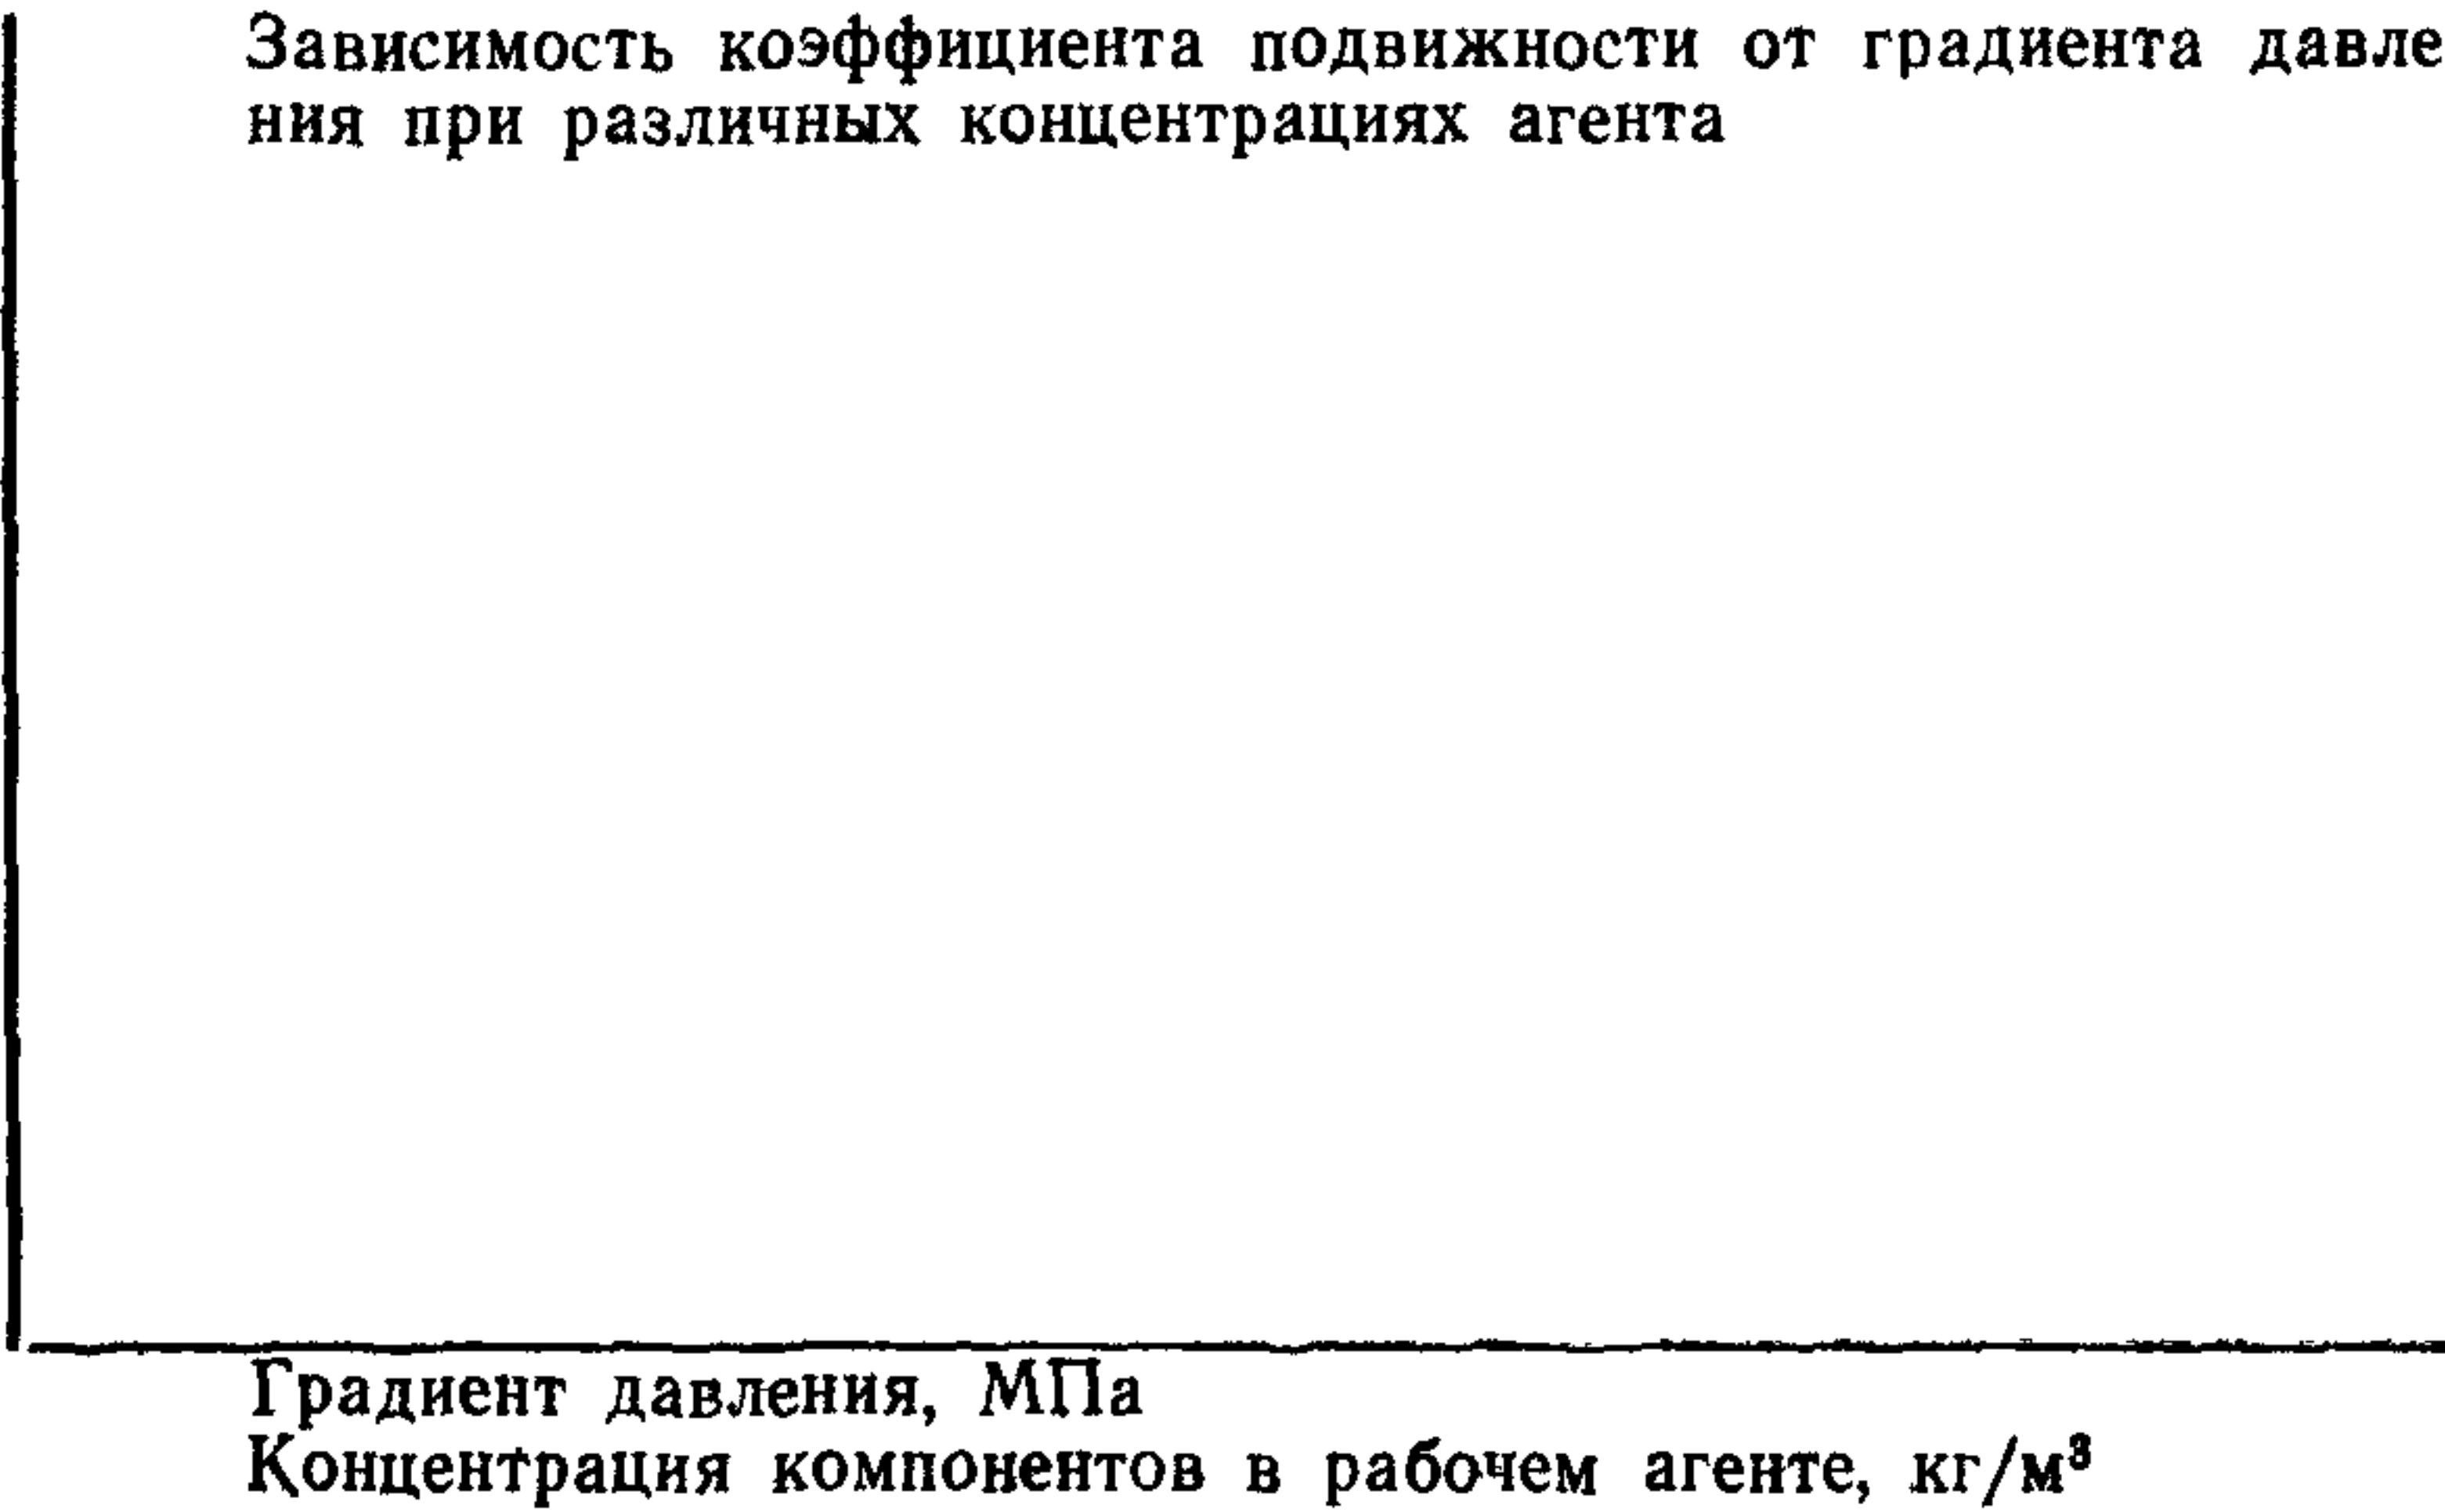 Зависимость коэффициента подвижности от градиента давле
ния при различных концентрациях агента
Градиент давления, МПа
Концентрация компонентов в рабочем агенте, кг/м³